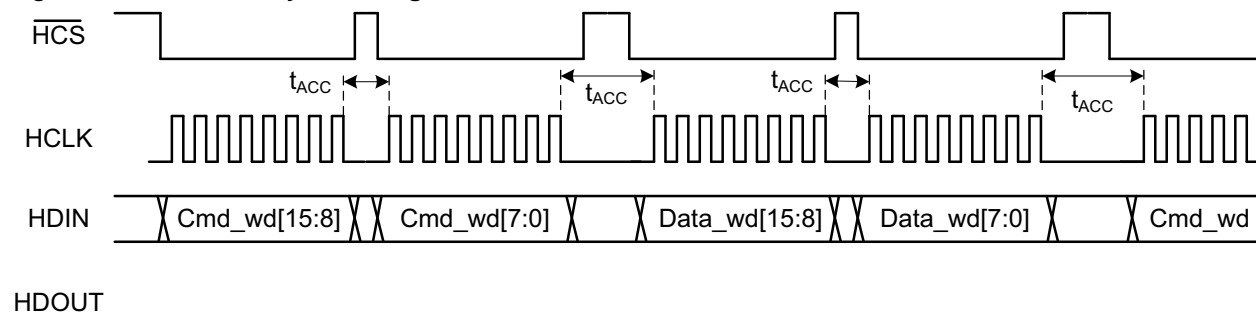 HCS
tACC tACC tACC tACC
HCLK
HDIN Cmd_wd[15:8] Cmd_wd[7:0] Data_wd[15:8] Data_wd[7:0] Cmd_wd
HDOUT